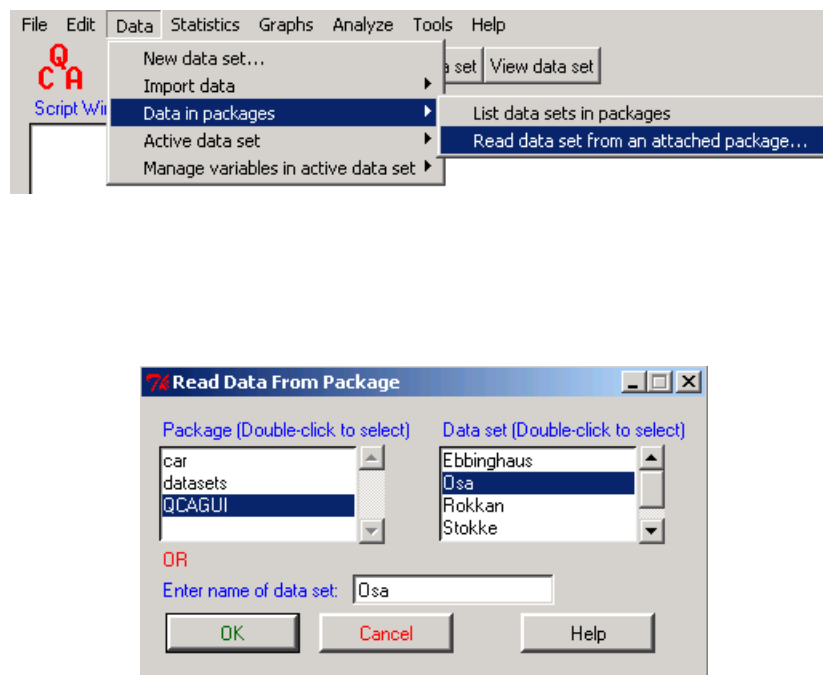 File Edit Data Statistics Graphs Analyze Tools Help
QCA
New data set...
set View data set
Import data
Script Wi
Data in packages
List data sets in packages
Active data set
Read data set from an attached package...
Manage variables in active data set
Read Data From Package
Package (Double-click to select) Data set (Double-click to select)
car
datasets
QCAGUI
Ebbinghaus
Osa
Rokkan
Stokke
OR
Enter name of data set: Osa
OK Cancel Help